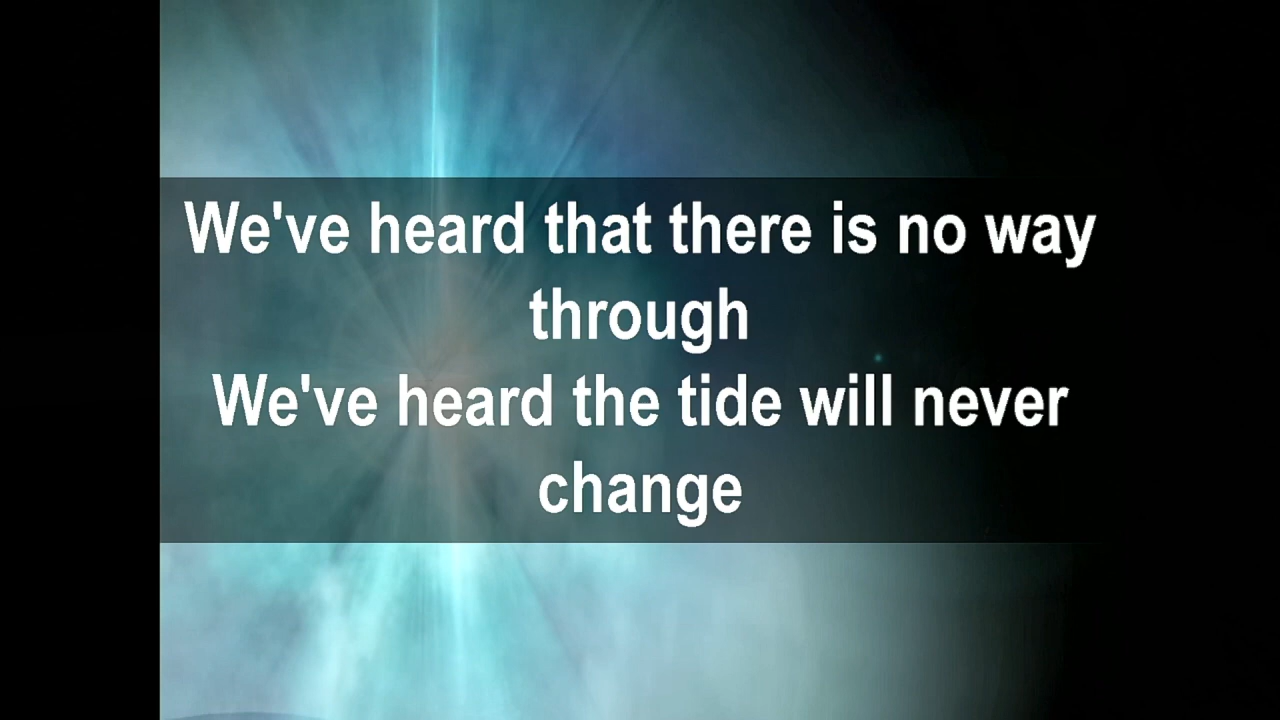 We've heard that there is no way
through
We've heard the tide will never
change